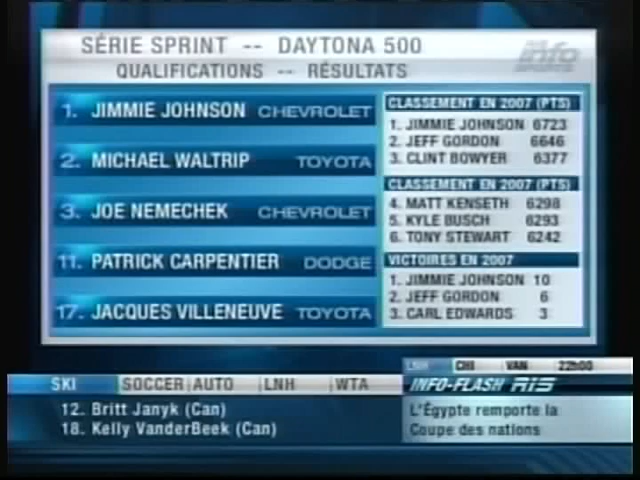 SÉRIE SPRINT -- DAYTONA 500
QUALIFICATIONS -- RÉSULTATS
info
SPORTS
1. JIMMIE JOHNSON CHEVROLET
2. MICHAEL WALTRIP TOYOTA
3. JOE NEMECHEK CHEVROLET
11. PATRICK CARPENTIER DODGE
17. JACQUES VILLENEUVE TOYOTA
CLASSEMENT EN 2007 (PTS)
1. JIMMIE JOHNSON 6723
2. JEFF GORDON 6646
3. CLINT BOWYER 6377
CLASSEMENT EN 2007 (PTS)
4. MATT KENSETH 6298
5. KYLE BUSCH 6293
6. TONY STEWART 6242
VICTOIRES EN 2007
1. JIMMIE JOHNSON 10
2. JEFF GORDON 6
3. CARL EDWARDS 3
LNH CHI VAN 22h00
SKI SOCCER AUTO LNH WTA
INFO-FLASH RIS
12. Britt Janyk (Can)
18. Kelly VanderBeek (Can)
L'Égypte remporte la
Coupe des nations